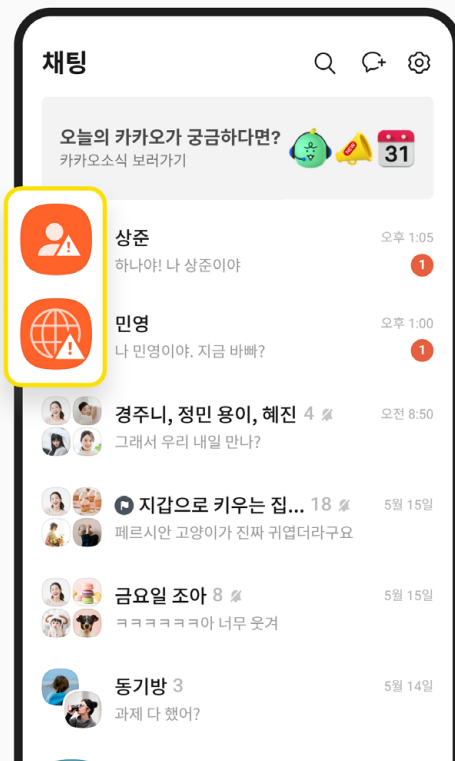 채팅
오늘의 카카오가 궁금하다면?
카카오소식 보러가기
NEW
31
상준
오후 1:05
하나야! 나 상준이야
1
!
민영
오후 1:00
나 민영이야. 지금 바빠?
1
!
경주니, 정민 용이, 혜진 4
오전 8:50
그래서 우리 내일 만나?
지갑으로 키우는 집... 18
5월 15일
페르시안 고양이가 진짜 귀엽더라구요
금요일 조아 8
5월 15일
ㅋㅋㅋㅋㅋㅋ아 너무 웃겨
동기방 3
5월 14일
과제 다 했어?